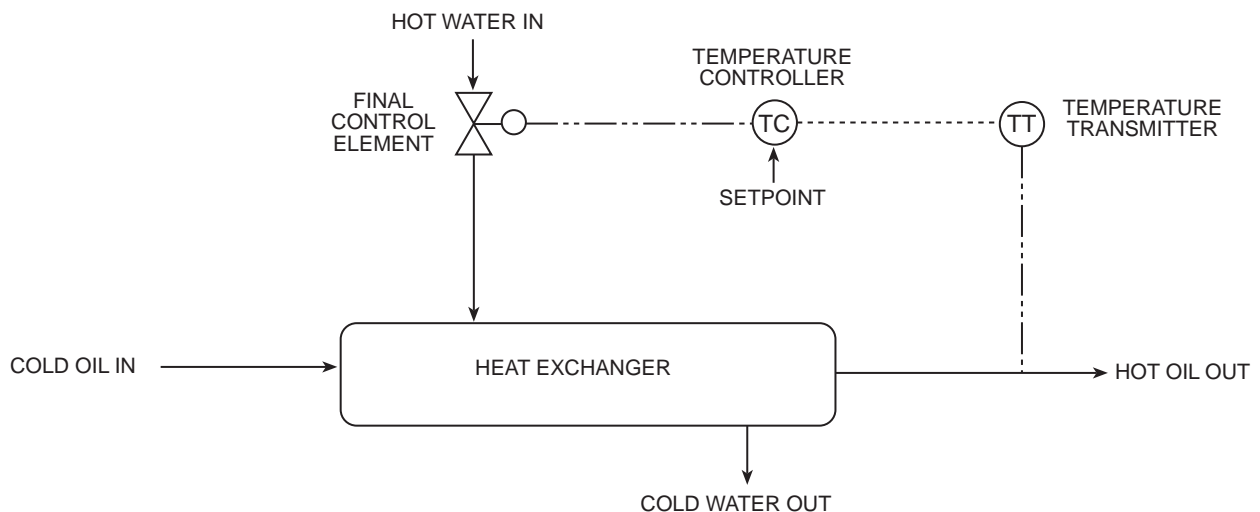 HOT WATER IN
TEMPERATURE
CONTROLLER
FINAL
CONTROL
ELEMENT
TC
TT
TEMPERATURE
TRANSMITTER
SETPOINT
COLD OIL IN
HEAT EXCHANGER
HOT OIL OUT
COLD WATER OUT